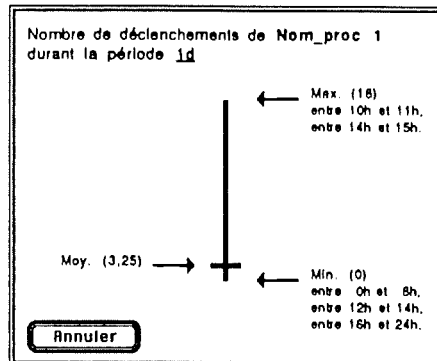 Nombre de déclenchements de Nom_proc 1
durant la période 1d
Max. (18)
entre 10h et 11h,
entre 14h et 15h.
Moy. (3,25)
Min. (0)
entre 0h et 8h,
entre 12h et 14h,
entre 16h et 24h.
Annuler